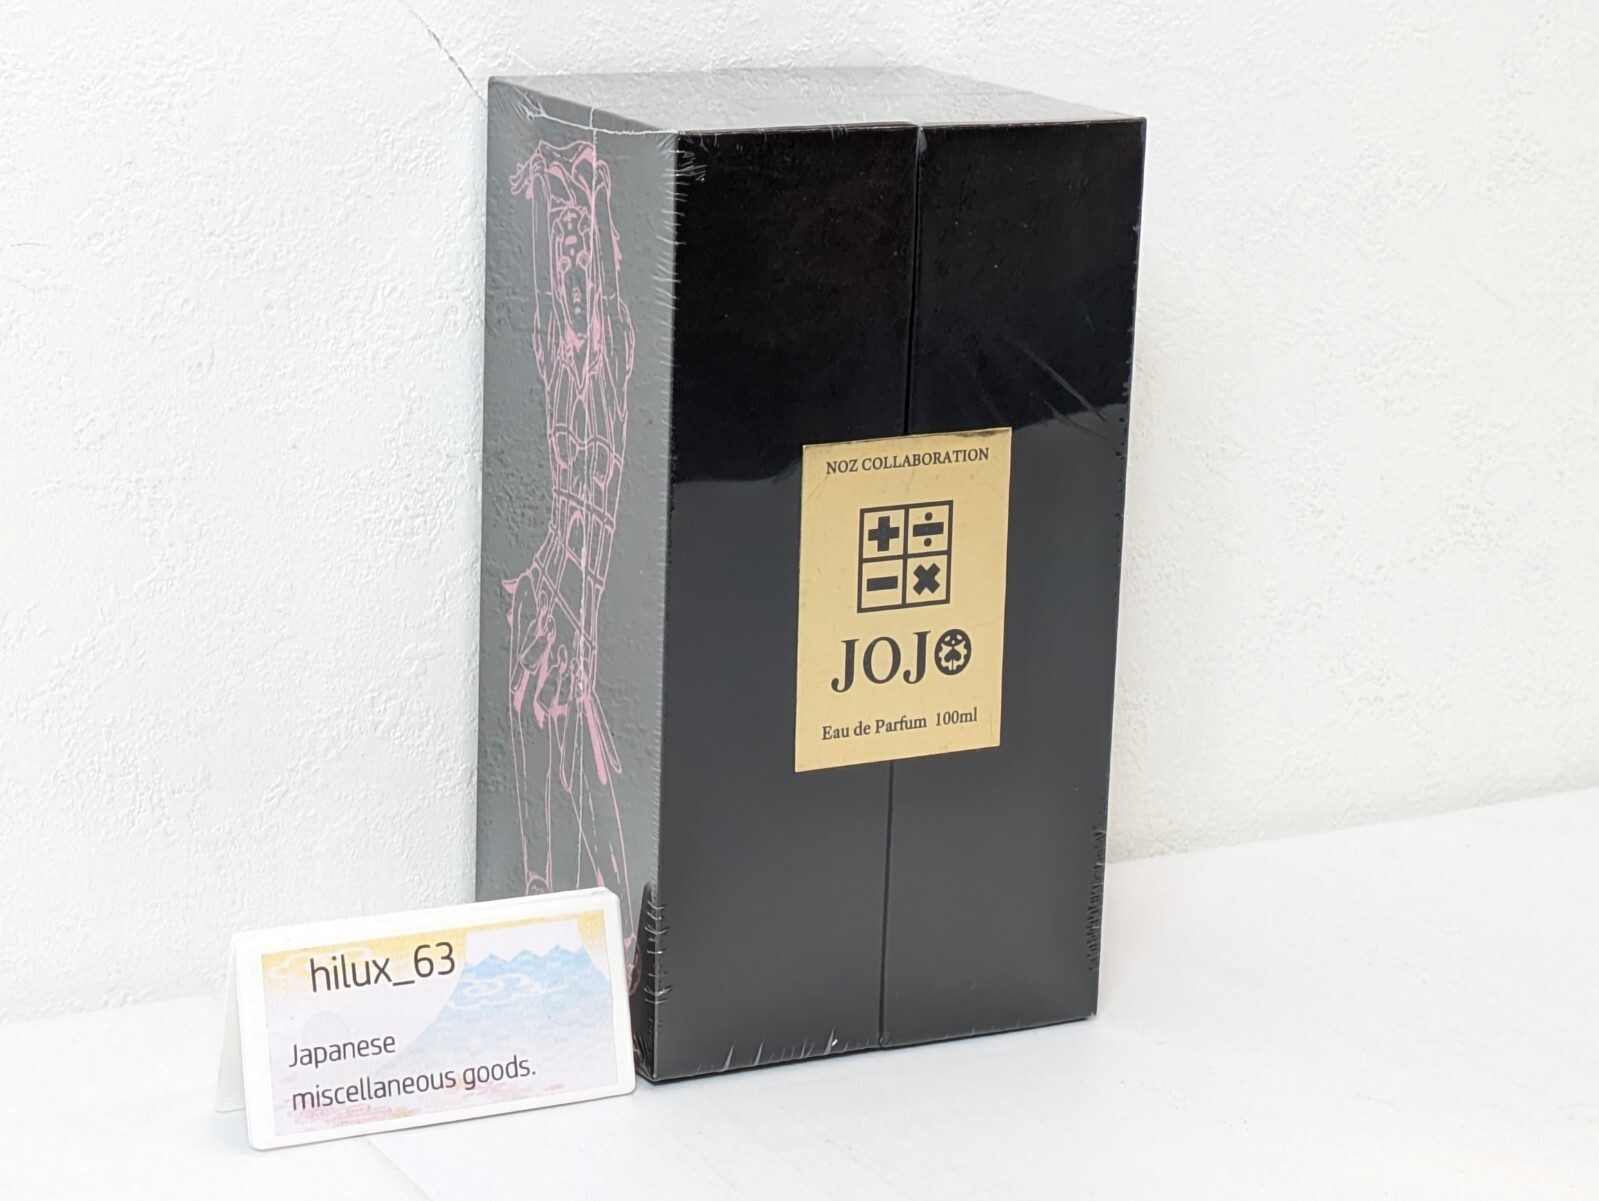 NOZ COLLABORATION
+ ÷
− ×
JOJO
Eau de Parfum 100ml
hilux_63
Japanese
miscellaneous goods.